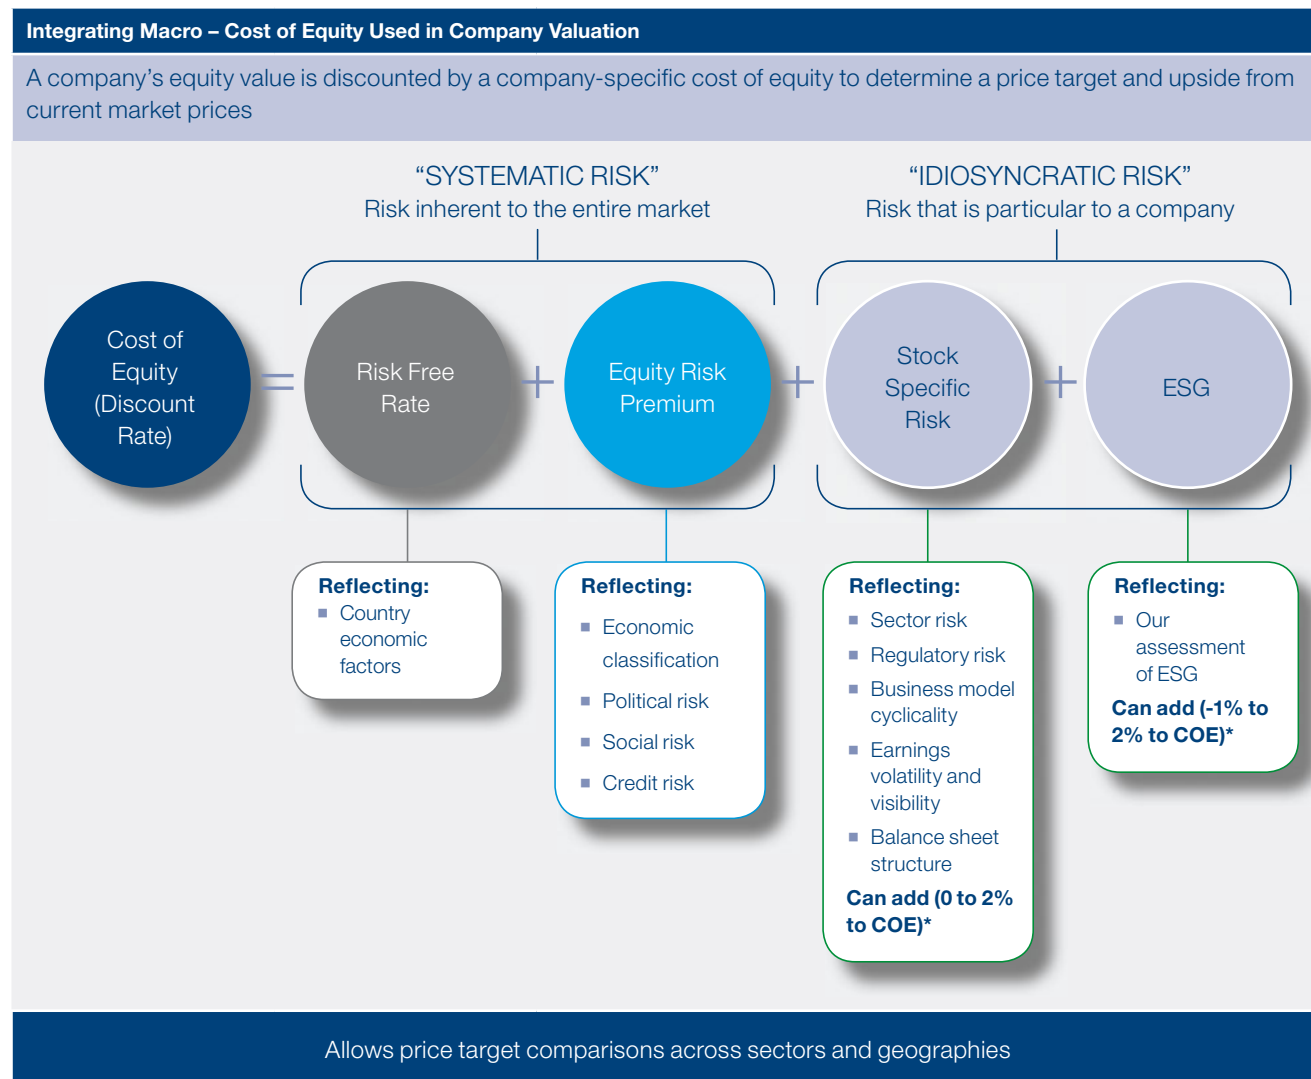 Integrating Macro – Cost of Equity Used in Company Valuation
A company’s equity value is discounted by a company-specific cost of equity to determine a price target and upside from
current market prices
“SYSTEMATIC RISK”
Risk inherent to the entire market
“IDIOSYNCRATIC RISK”
Risk that is particular to a company
Cost of
Equity
(Discount
Rate)
=
Risk Free
Rate
+
Equity Risk
Premium
+
Stock
Specific
Risk
+
ESG
Reflecting:
■ Country
economic
factors
Reflecting:
■ Economic
classification
■ Political risk
■ Social risk
■ Credit risk
Reflecting:
■ Sector risk
■ Regulatory risk
■ Business model
cyclicality
■ Earnings
volatility and
visibility
■ Balance sheet
structure
Can add (0 to 2%
to COE)*
Reflecting:
■ Our
assessment
of ESG
Can add (-1% to
2% to COE)*
Allows price target comparisons across sectors and geographies